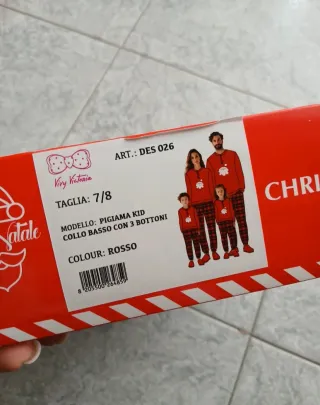 Very Vintosia
ART.: DES 026
TAGLIA: 7/8
MODELLO: PIGIAMA KID
COLLO BASSO CON 3 BOTTONI
COLOUR: ROSSO
Natale
CHRI